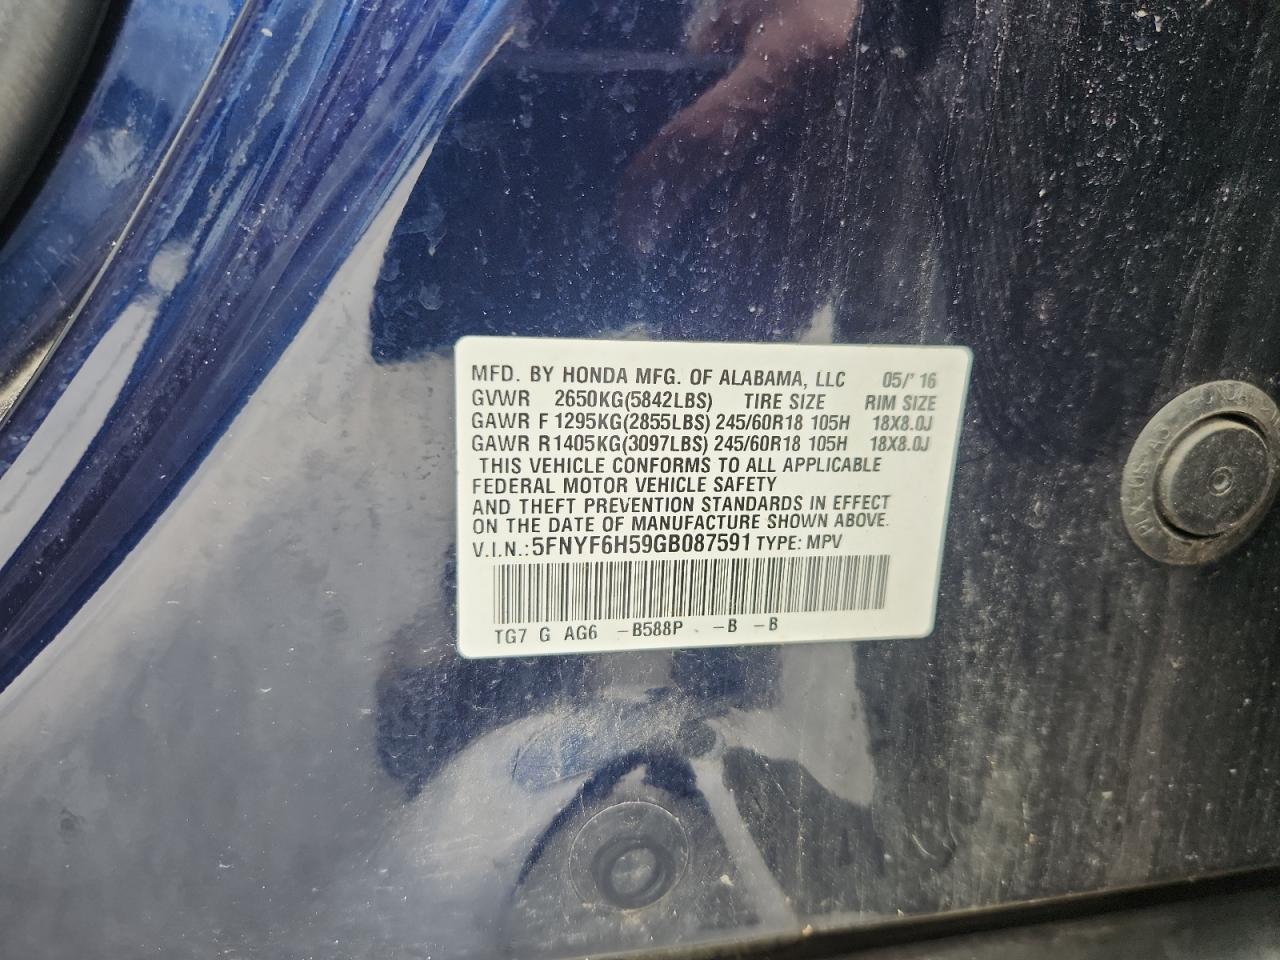 MFD. BY HONDA MFG. OF ALABAMA, LLC 05/' 16
GVWR 2650KG(5842LBS) TIRE SIZE RIM SIZE
GAWR F 1295KG(2855LBS) 245/60R18 105H 18X8.0J
GAWR R1405KG(3097LBS) 245/60R18 105H 18X8.0J
THIS VEHICLE CONFORMS TO ALL APPLICABLE
FEDERAL MOTOR VEHICLE SAFETY
AND THEFT PREVENTION STANDARDS IN EFFECT
ON THE DATE OF MANUFACTURE SHOWN ABOVE.
V.I.N.:5FNYF6H59GB087591 TYPE: MPV
TG7 G AG6 -B588P -B -B